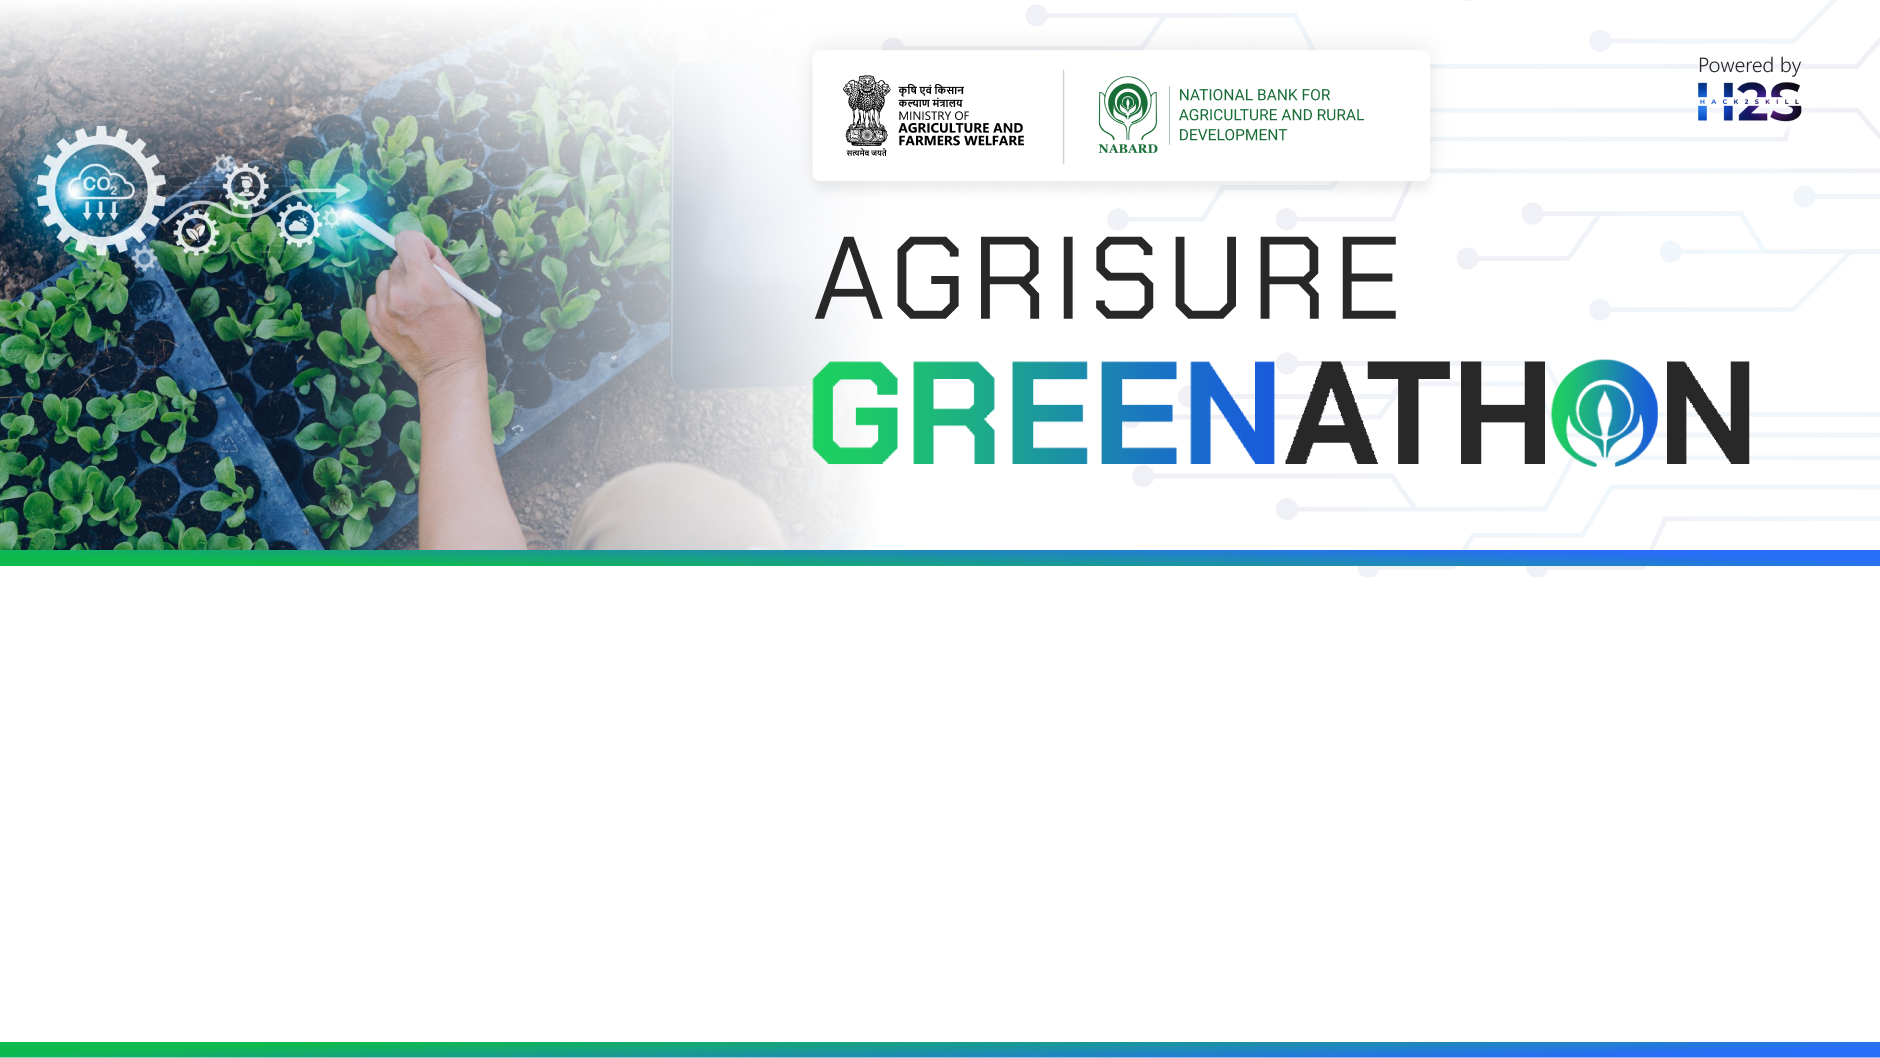 CO2
कृषि एवं किसान
कल्याण मंत्रालय
MINISTRY OF
AGRICULTURE AND
FARMERS WELFARE
सत्यमेव जयते
NABARD
NATIONAL BANK FOR
AGRICULTURE AND RURAL
DEVELOPMENT
Powered by
H2S
HACK2SKILL
AGRISURE
GREENATHON